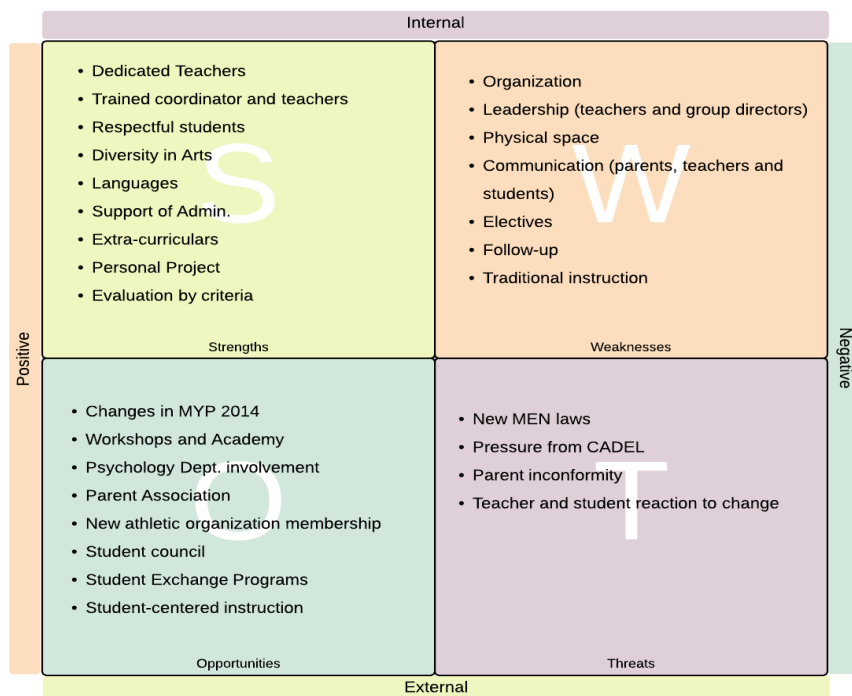 Internal
Positive
Negative
S
• Dedicated Teachers
• Trained coordinator and teachers
• Respectful students
• Diversity in Arts
• Languages
• Support of Admin.
• Extra-curriculars
• Personal Project
• Evaluation by criteria
Strengths
W
• Organization
• Leadership (teachers and group directors)
• Physical space
• Communication (parents, teachers and
students)
• Electives
• Follow-up
• Traditional instruction
Weaknesses
O
• Changes in MYP 2014
• Workshops and Academy
• Psychology Dept. involvement
• Parent Association
• New athletic organization membership
• Student council
• Student Exchange Programs
• Student-centered instruction
Opportunities
T
• New MEN laws
• Pressure from CADEL
• Parent inconformity
• Teacher and student reaction to change
Threats
External